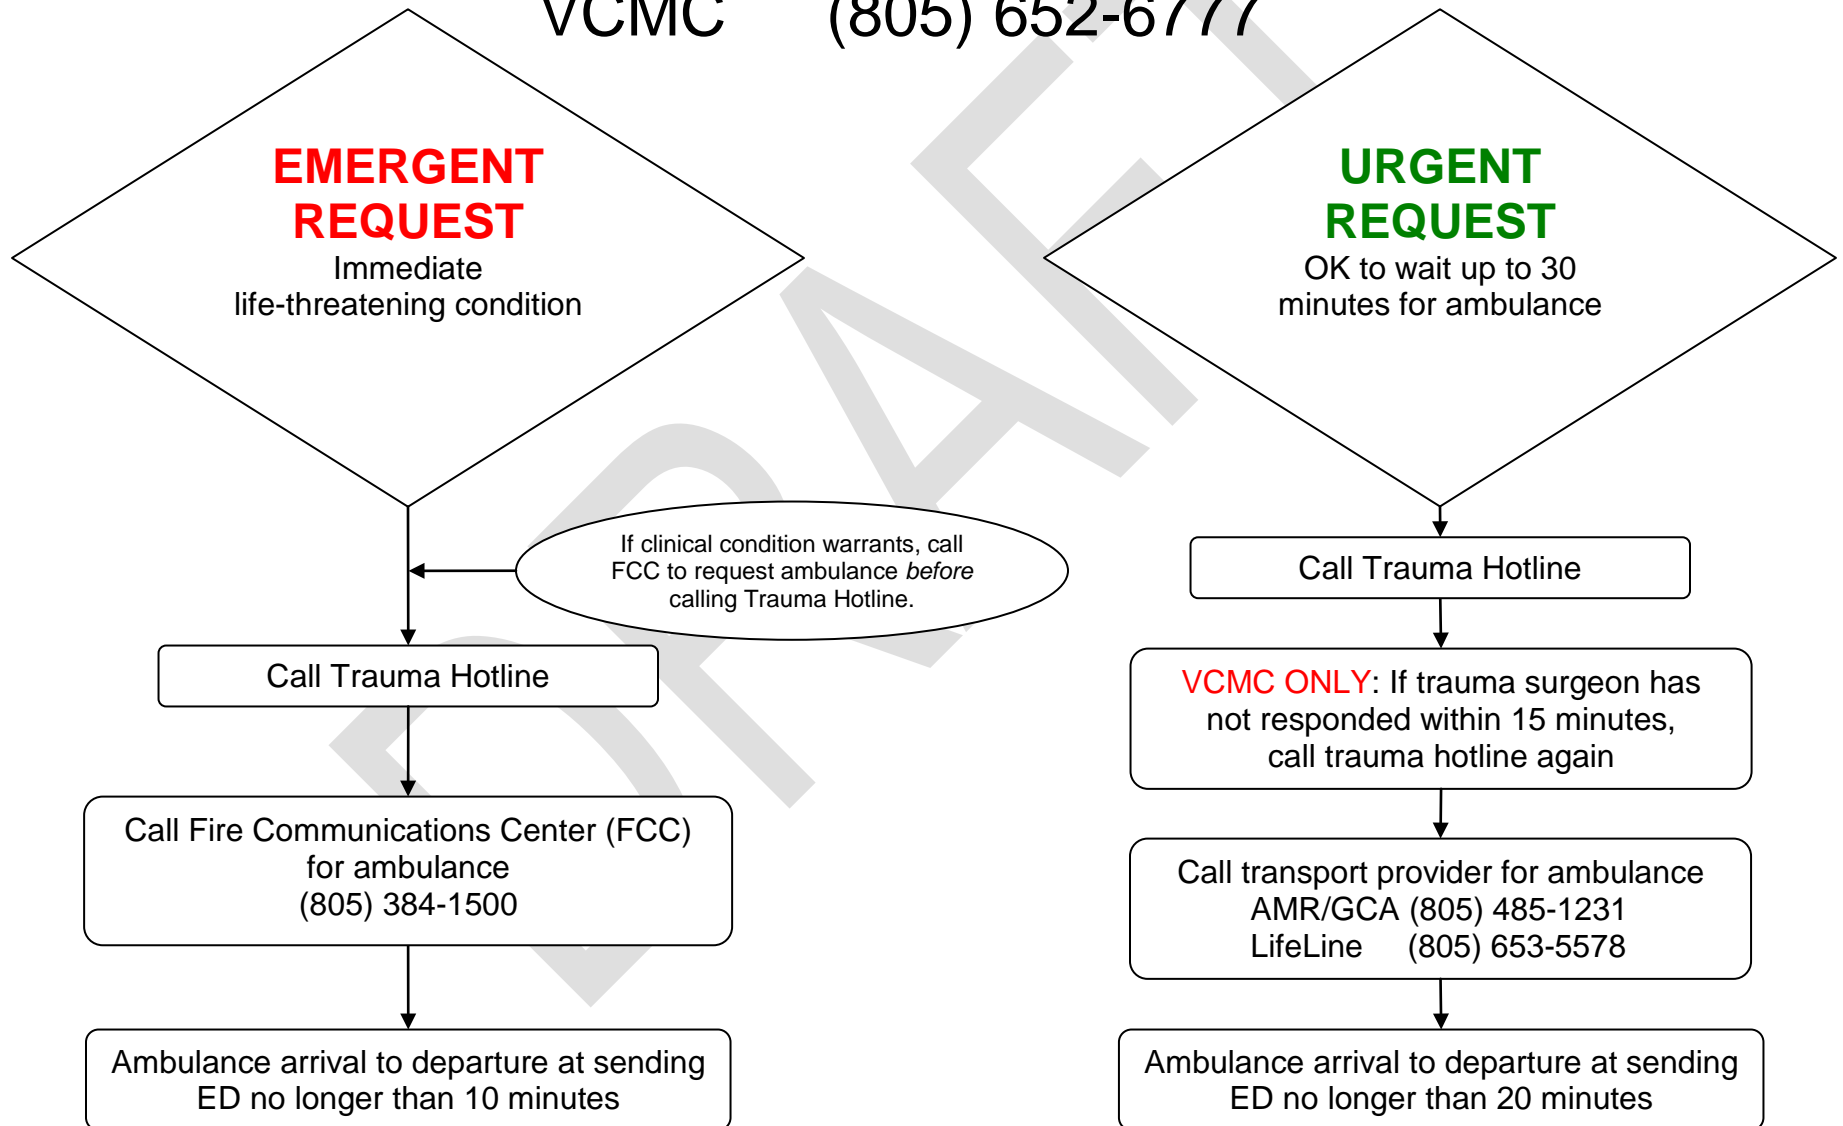 VCMC (805) 652-6777
EMERGENT
REQUEST
Immediate
life-threatening condition
If clinical condition warrants, call
FCC to request ambulance before
calling Trauma Hotline.
Call Trauma Hotline
Call Fire Communications Center (FCC)
for ambulance
(805) 384-1500
Ambulance arrival to departure at sending
ED no longer than 10 minutes
URGENT
REQUEST
OK to wait up to 30
minutes for ambulance
Call Trauma Hotline
VCMC ONLY: If trauma surgeon has
not responded within 15 minutes,
call trauma hotline again
Call transport provider for ambulance
AMR/GCA (805) 485-1231
LifeLine (805) 653-5578
Ambulance arrival to departure at sending
ED no longer than 20 minutes
DRAFT